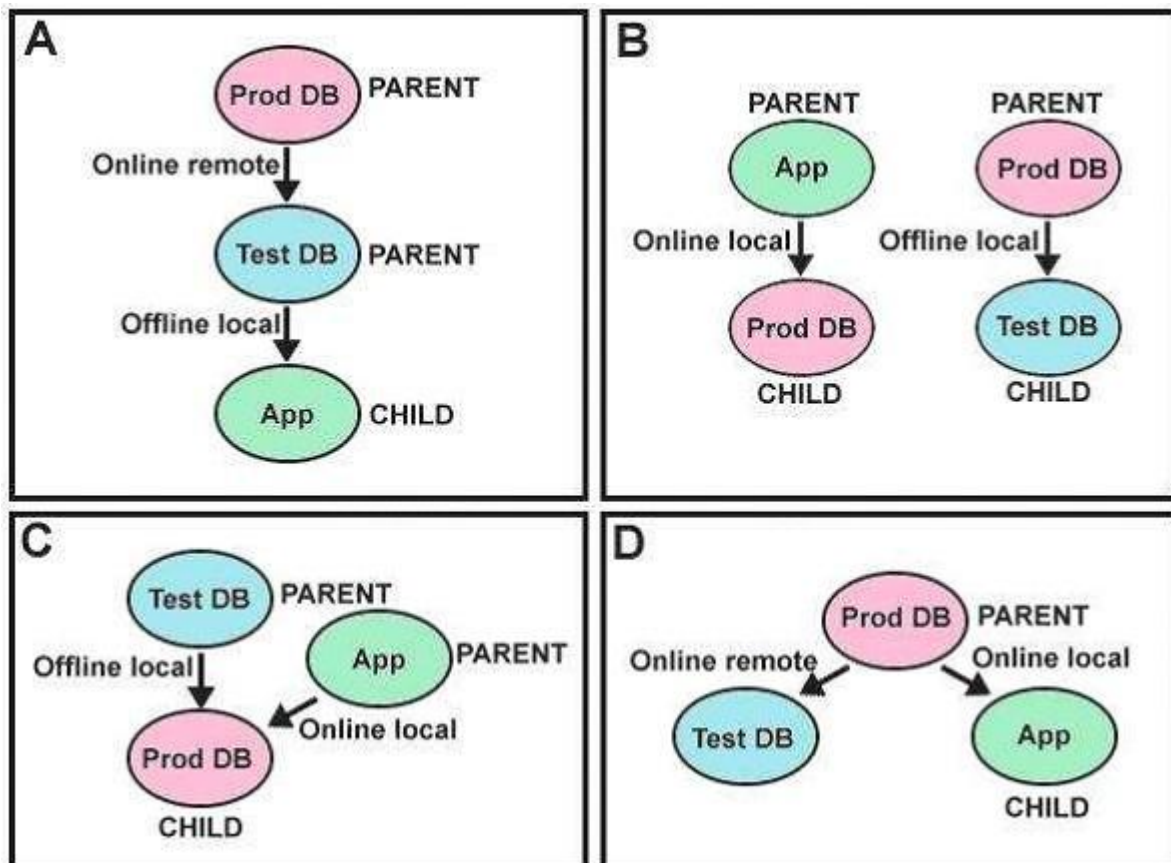 A
Prod DB PARENT
Online remote
Test DB PARENT
Offline local
App CHILD
B
PARENT PARENT
App Prod DB
Online local Offline local
Prod DB Test DB
CHILD CHILD
C
Test DB PARENT
App PARENT
Offline local
Online local
Prod DB
CHILD
D
Prod DB PARENT
Online remote Online local
Test DB App
CHILD